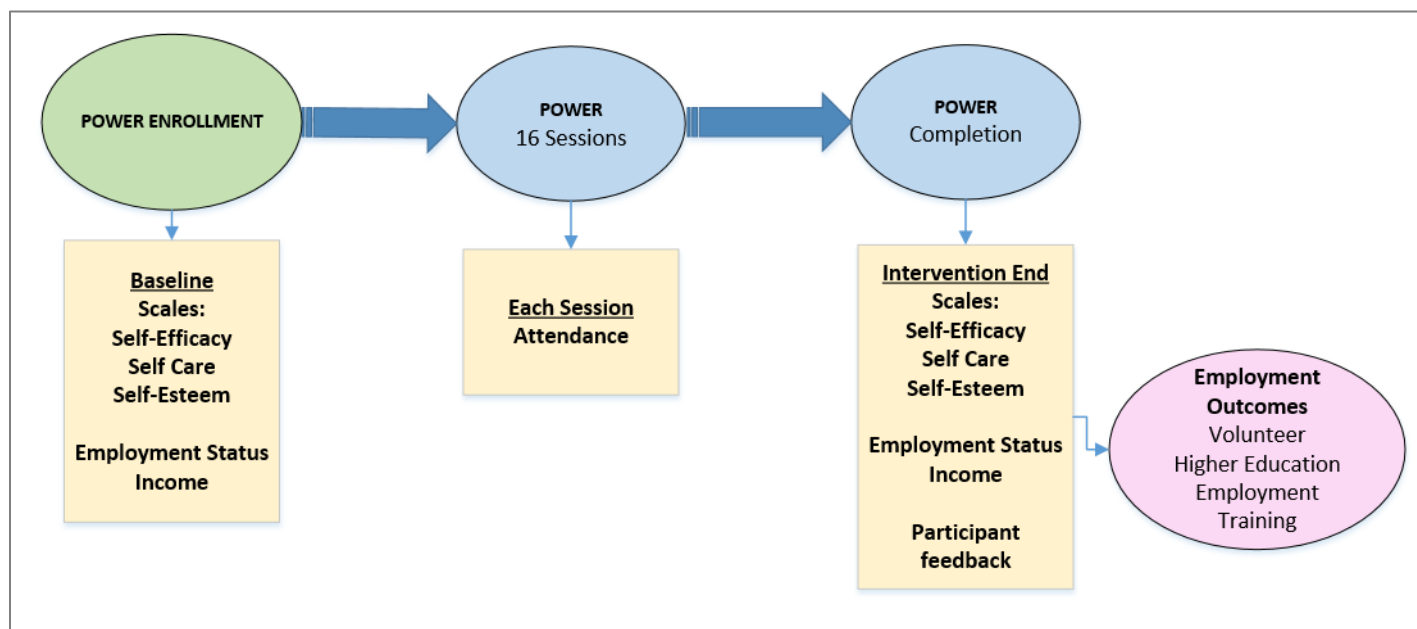 POWER ENROLLMENT
POWER
16 Sessions
POWER
Completion
Baseline
Scales:
Self-Efficacy
Self Care
Self-Esteem
Employment Status
Income
Each Session
Attendance
Intervention End
Scales:
Self-Efficacy
Self Care
Self-Esteem
Employment Status
Income
Participant
feedback
Employment
Outcomes
Volunteer
Higher Education
Employment
Training